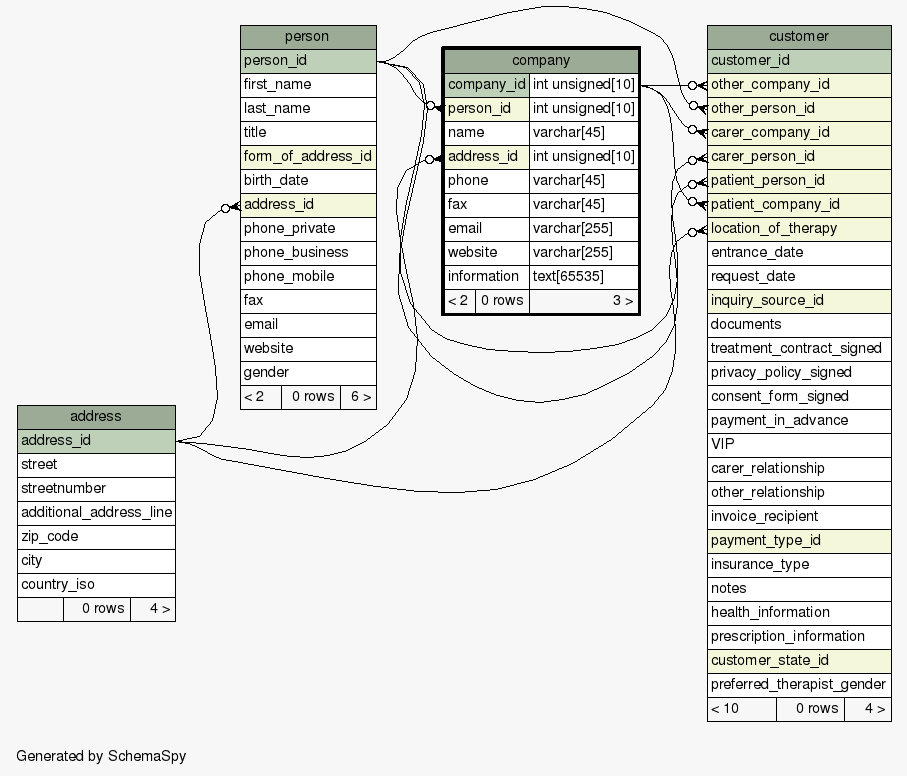 person
person_id
first_name
last_name
title
form_of_address_id
birth_date
address_id
phone_private
phone_business
phone_mobile
fax
email
website
gender
< 2 0 rows 6 >
company
company_id int unsigned[10]
person_id int unsigned[10]
name varchar[45]
address_id int unsigned[10]
phone varchar[45]
fax varchar[45]
email varchar[255]
website varchar[255]
information text[65535]
< 2 0 rows 3 >
customer
customer_id
other_company_id
other_person_id
carer_company_id
carer_person_id
patient_person_id
patient_company_id
location_of_therapy
entrance_date
request_date
inquiry_source_id
documents
treatment_contract_signed
privacy_policy_signed
consent_form_signed
payment_in_advance
VIP
carer_relationship
other_relationship
invoice_recipient
payment_type_id
insurance_type
notes
health_information
prescription_information
customer_state_id
preferred_therapist_gender
< 10 0 rows 4 >
address
address_id
street
streetnumber
additional_address_line
zip_code
city
country_iso
0 rows 4 >
Generated by SchemaSpy